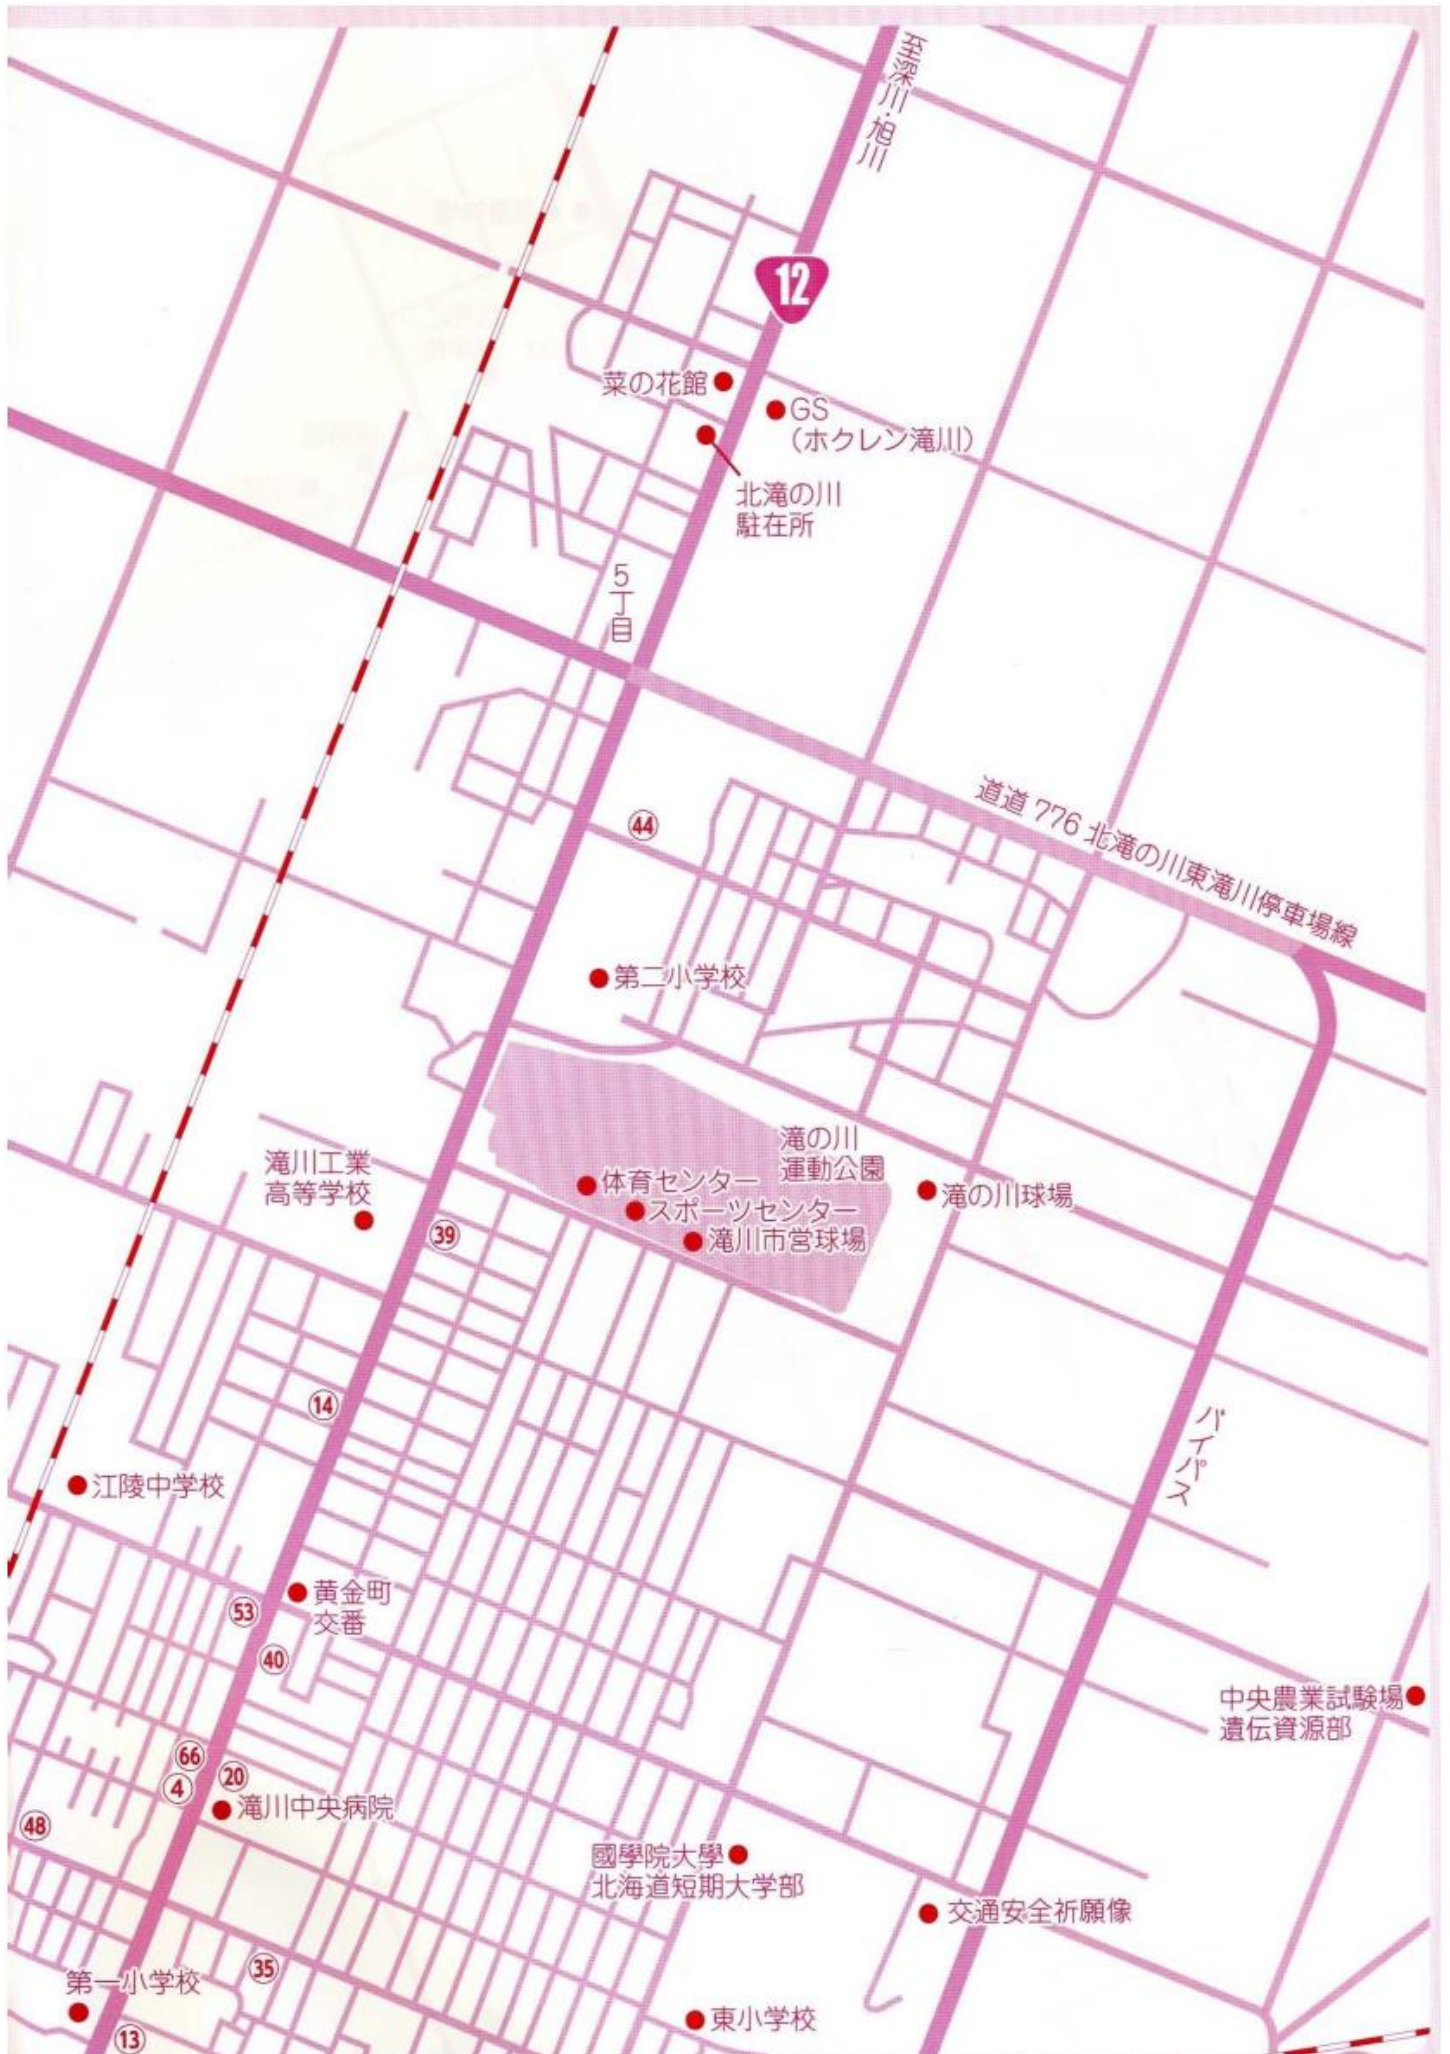 至深川・旭川
12
菜の花館
GS
（ホクレン滝川）
北滝の川
駐在所
5丁目
道道 776 北滝の川東滝川停車場線
44
第二小学校
滝の川
運動公園
滝川工業
高等学校
体育センター
スポーツセンター
滝川市営球場
滝の川球場
39
14
バイパス
江陵中学校
黄金町
交番
53
40
中央農業試験場
遺伝資源部
66
20
4
滝川中央病院
48
國學院大學
北海道短期大学部
交通安全祈願像
35
第一小学校
東小学校
13